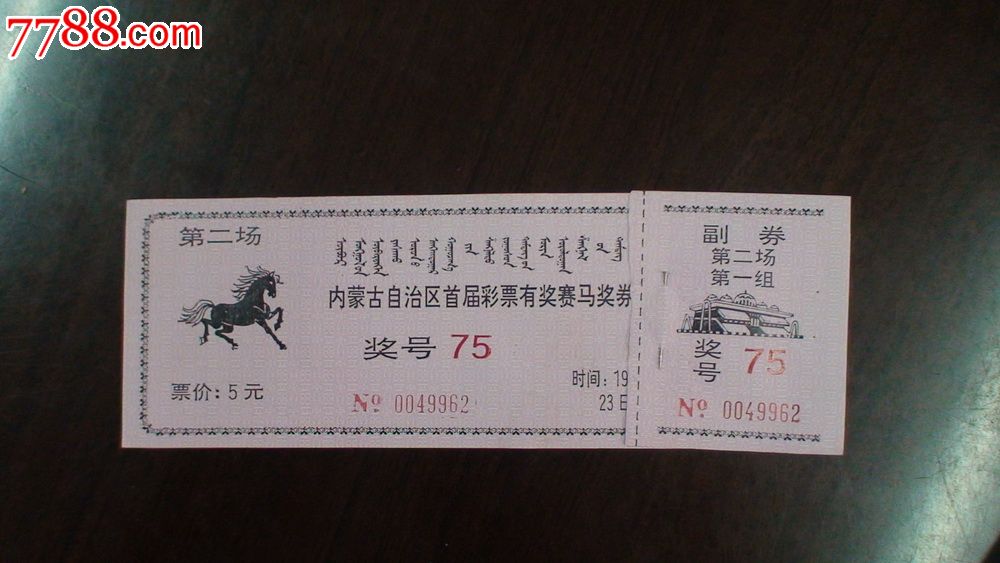 7788.com
第二场
内蒙古自治区首届彩票有奖赛马奖券
奖号 75
票价：5元
时间：19
23日
№ 0049962
副券
第二场
第一组
奖号 75
№ 0049962